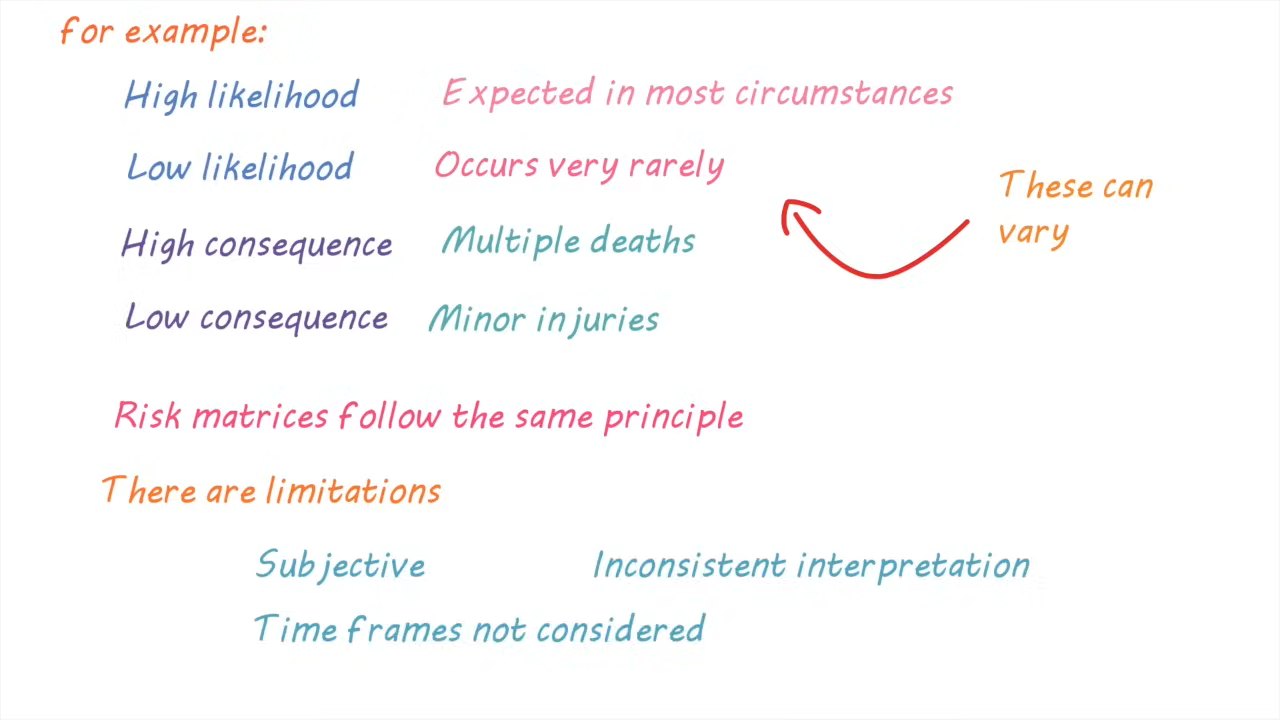 for example:
High likelihood Expected in most circumstances
Low likelihood Occurs very rarely
These can
vary
High consequence Multiple deaths
Low consequence Minor injuries
Risk matrices follow the same principle
There are limitations
Subjective Inconsistent interpretation
Time frames not considered